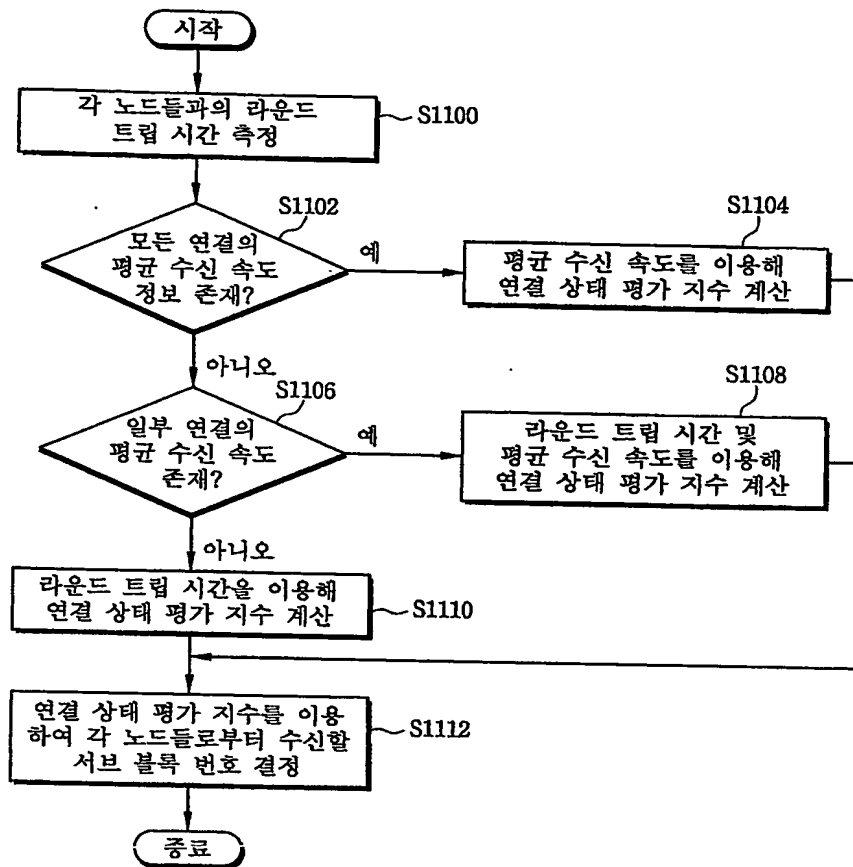 시작
각 노드들과의 라운드
트립 시간 측정
S1100
S1102
모든 연결의
평균 수신 속도
정보 존재?
예
S1104
평균 수신 속도를 이용해
연결 상태 평가 지수 계산
아니오
S1106
일부 연결의
평균 수신 속도
존재?
예
S1108
라운드 트립 시간 및
평균 수신 속도를 이용해
연결 상태 평가 지수 계산
아니오
라운드 트립 시간을 이용해
연결 상태 평가 지수 계산
S1110
연결 상태 평가 지수를 이용
하여 각 노드들로부터 수신할
서브 블록 번호 결정
S1112
종료